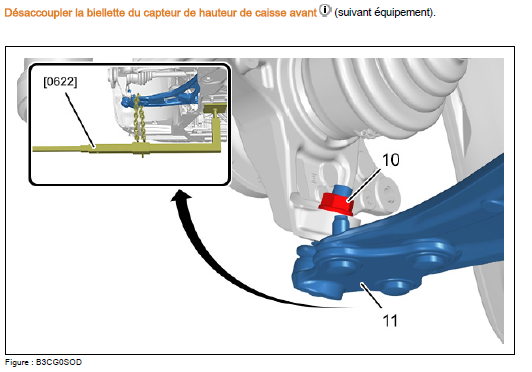 Désaccoupler la biellette du capteur de hauteur de caisse avant (suivant équipement).
[0622]
10
11
Figure : B3CG0SOD